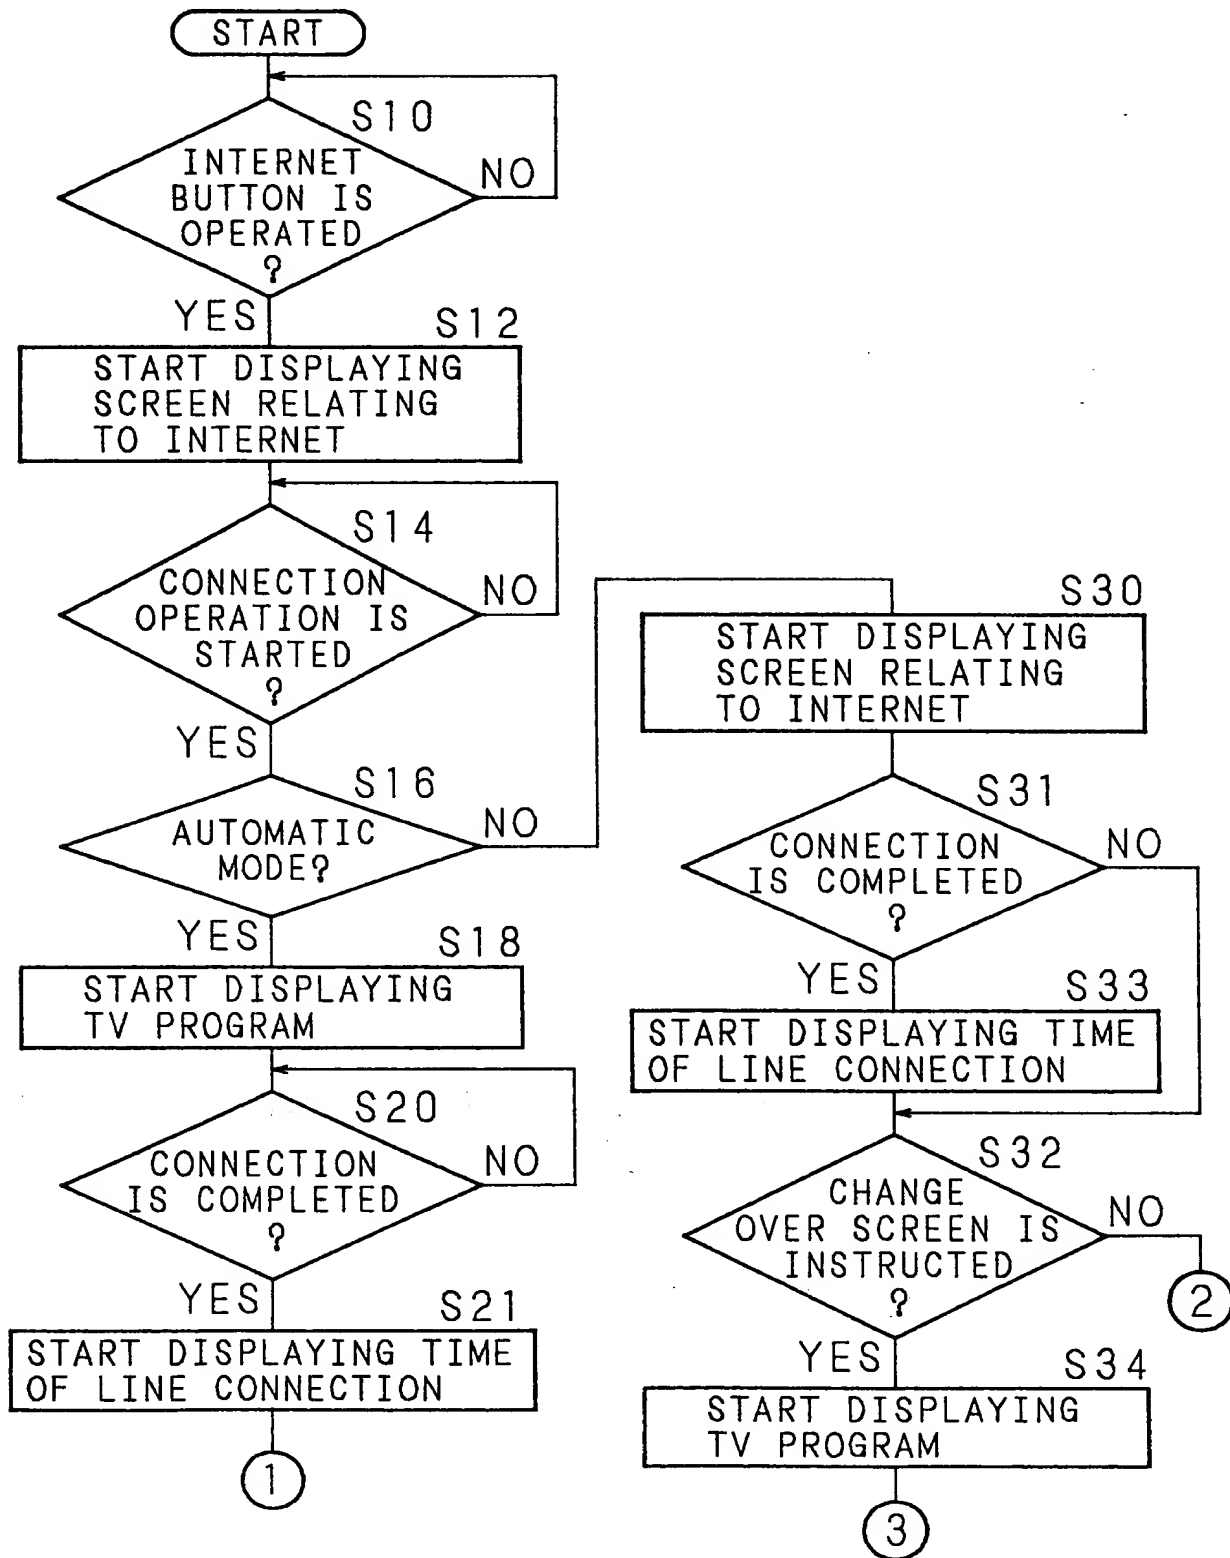 START
S10
INTERNET
BUTTON IS
OPERATED
?
NO
YES
S12
START DISPLAYING
SCREEN RELATING
TO INTERNET
S14
CONNECTION
OPERATION IS
STARTED
?
NO
YES
S16
AUTOMATIC
MODE?
NO
YES
S18
START DISPLAYING
TV PROGRAM
S20
CONNECTION
IS COMPLETED
?
NO
YES
S21
START DISPLAYING TIME
OF LINE CONNECTION
1
S30
START DISPLAYING
SCREEN RELATING
TO INTERNET
S31
CONNECTION
IS COMPLETED
?
NO
YES
S33
START DISPLAYING TIME
OF LINE CONNECTION
S32
CHANGE
OVER SCREEN IS
INSTRUCTED
?
NO
2
YES
S34
START DISPLAYING
TV PROGRAM
3